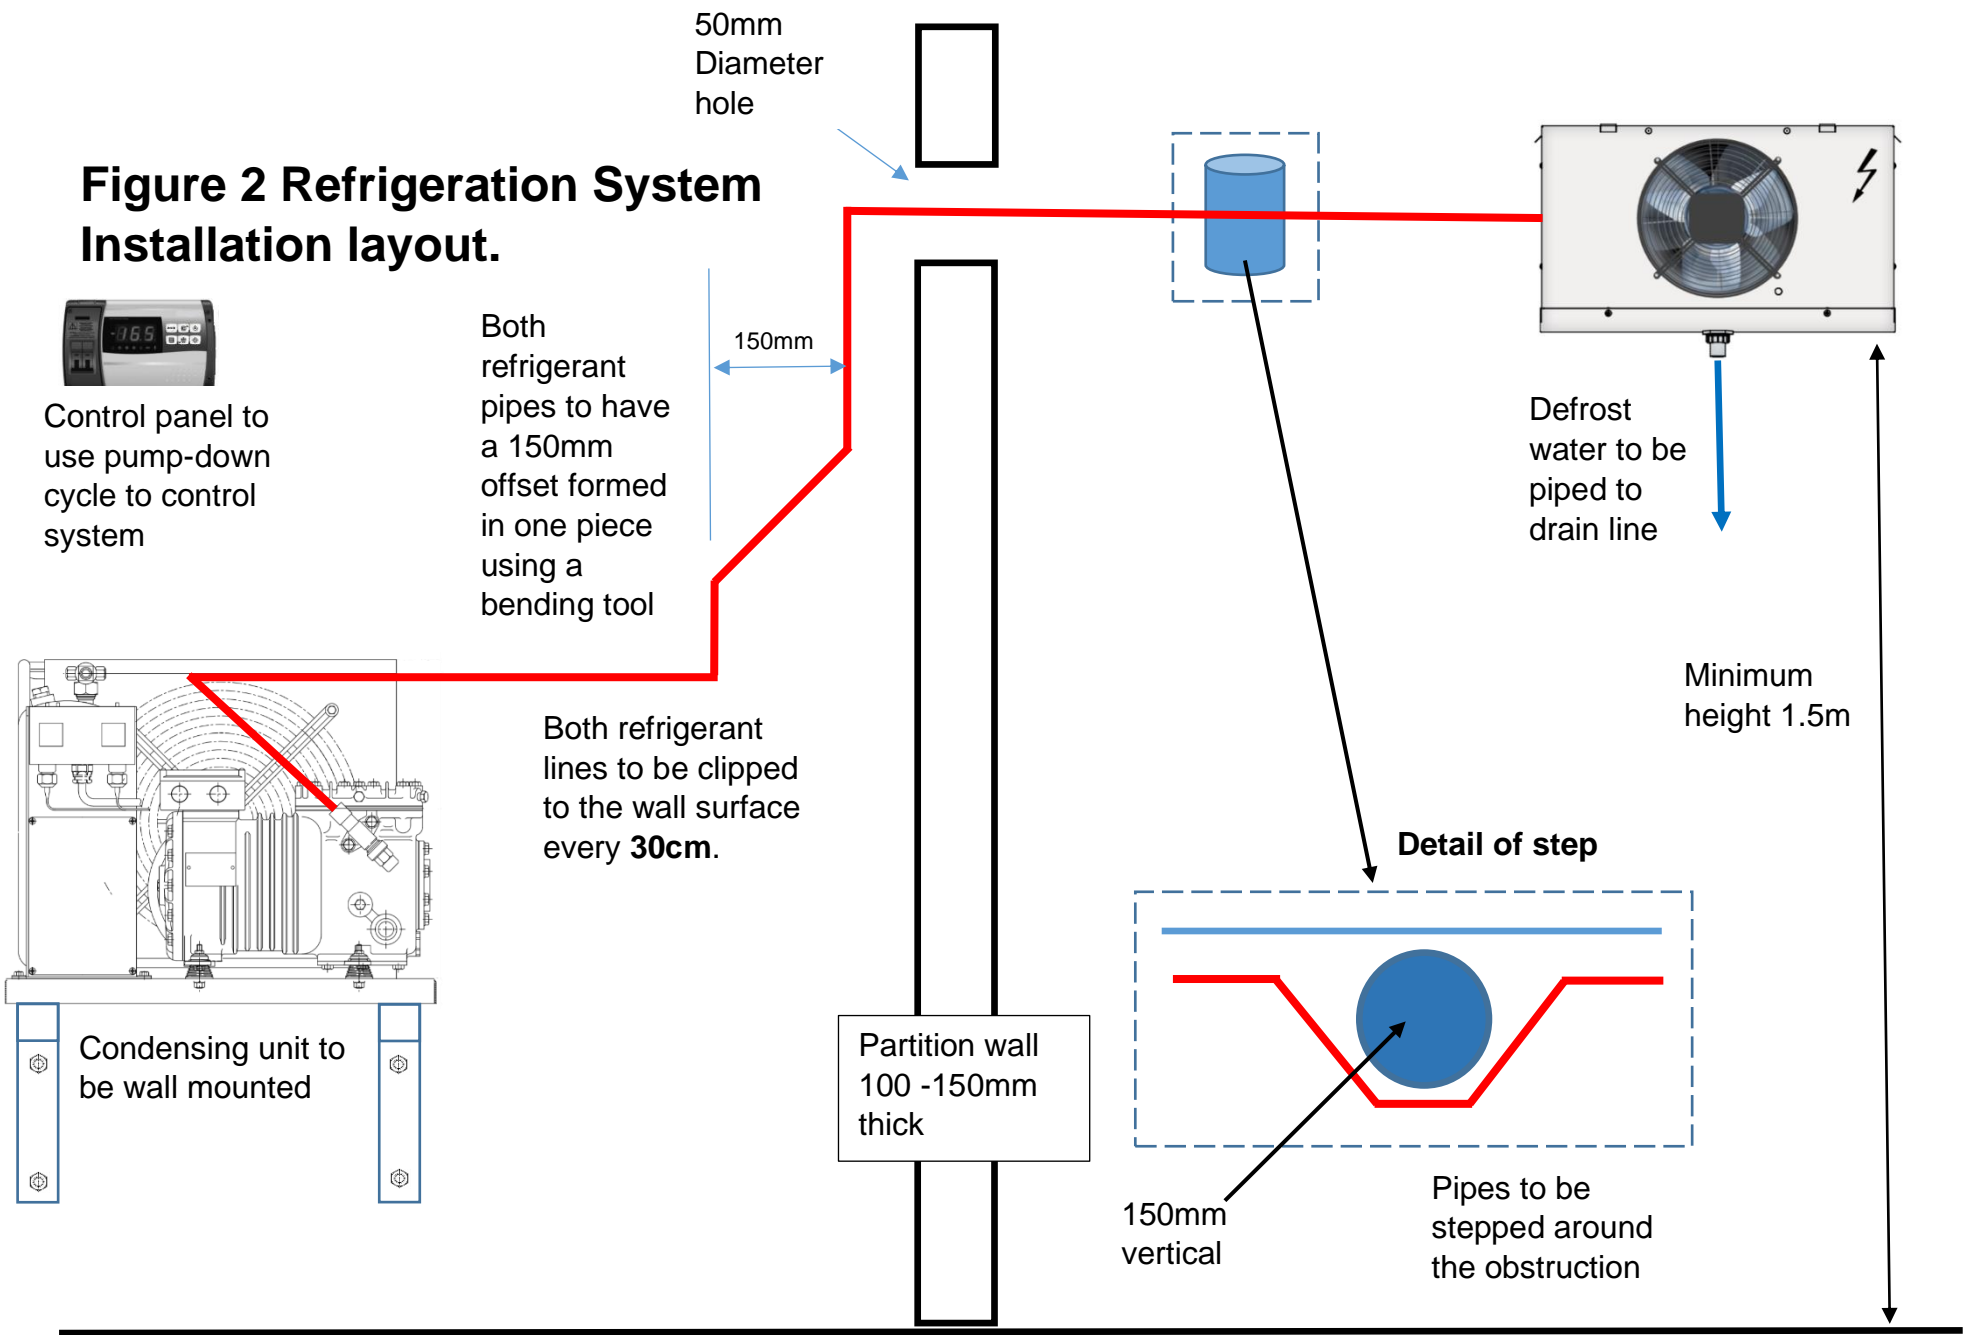 50mm
Diameter
hole
Figure 2 Refrigeration System
Installation layout.
-16.5
Control panel to
use pump-down
cycle to control
system
Both
refrigerant
pipes to have
a 150mm
offset formed
in one piece
using a
bending tool
150mm
Defrost
water to be
piped to
drain line
Minimum
height 1.5m
Both refrigerant
lines to be clipped
to the wall surface
every 30cm.
Detail of step
Condensing unit to
be wall mounted
Partition wall
100 -150mm
thick
150mm
vertical
Pipes to be
stepped around
the obstruction